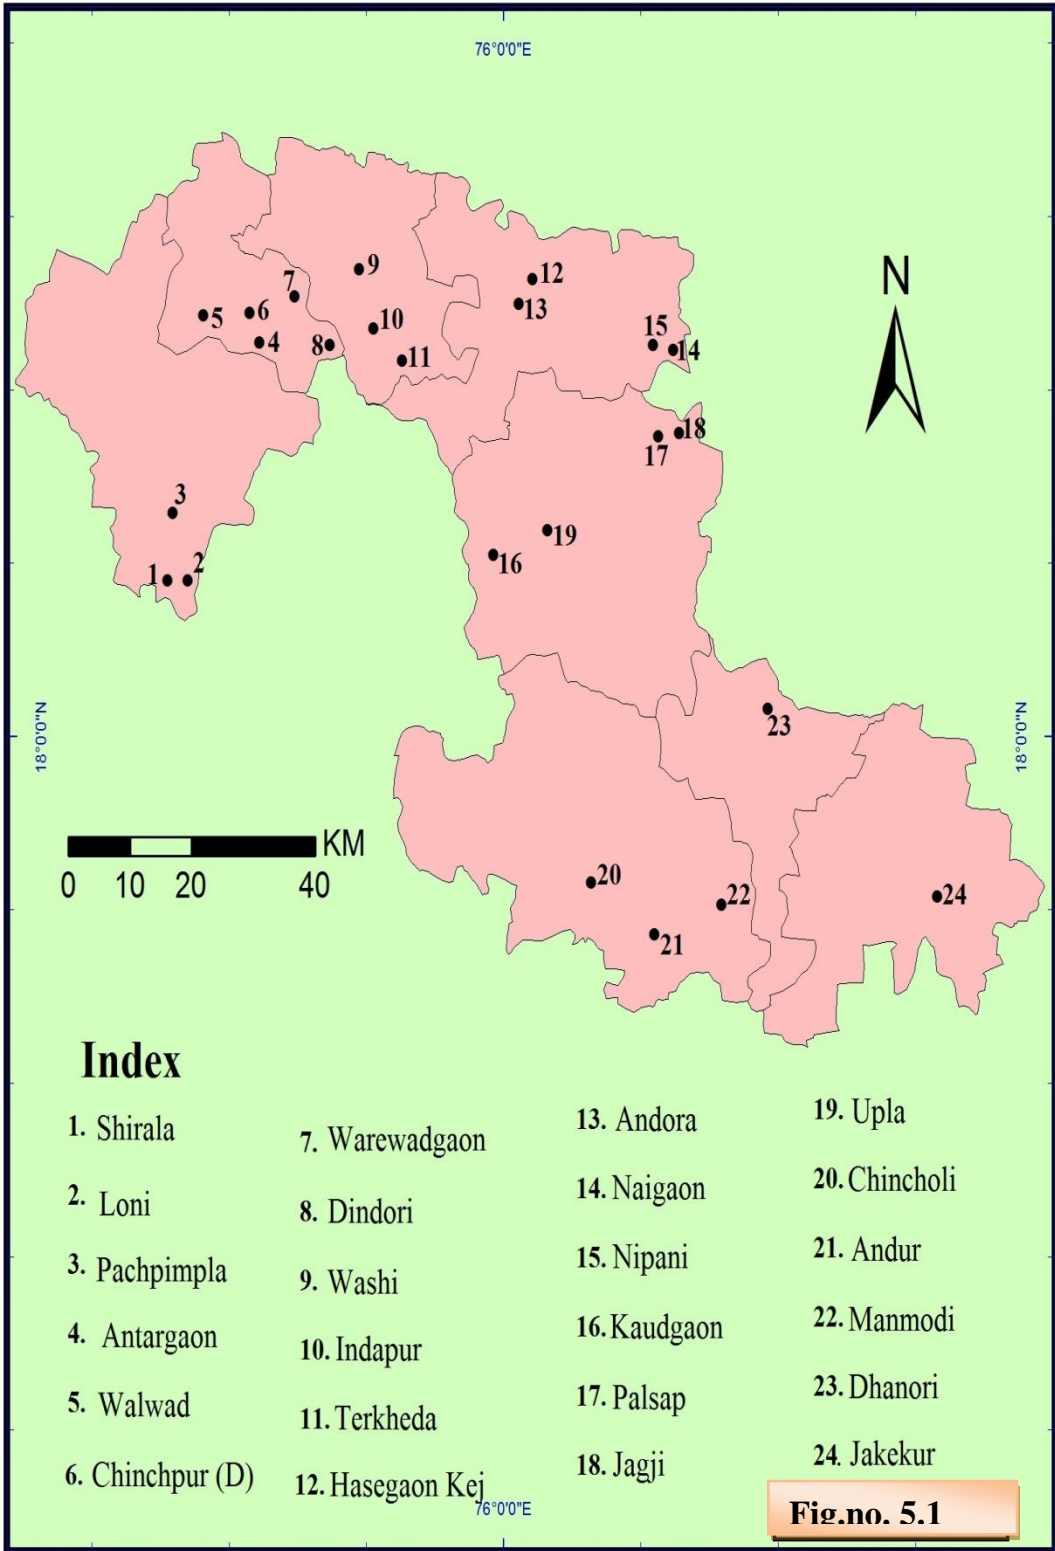 76°0'0"E
N
9
12
7
13
5
6
10
15
4
8
11
14
18
17
3
19
16
1
2
18°0'0"N
18°0'0"N
23
KM
0 10 20 40
20
22
24
21
Index
1. Shirala
2. Loni
3. Pachpimpla
4. Antargaon
5. Walwad
6. Chinchpur (D)
7. Warewadgaon
8. Dindori
9. Washi
10. Indapur
11. Terkheda
12. Hasegaon Kej
13. Andora
14. Naigaon
15. Nipani
16. Kaudgaon
17. Palsap
18. Jagji
19. Upla
20. Chincholi
21. Andur
22. Manmodi
23. Dhanori
24. Jakekur
76°0'0"E
Fig.no. 5.1